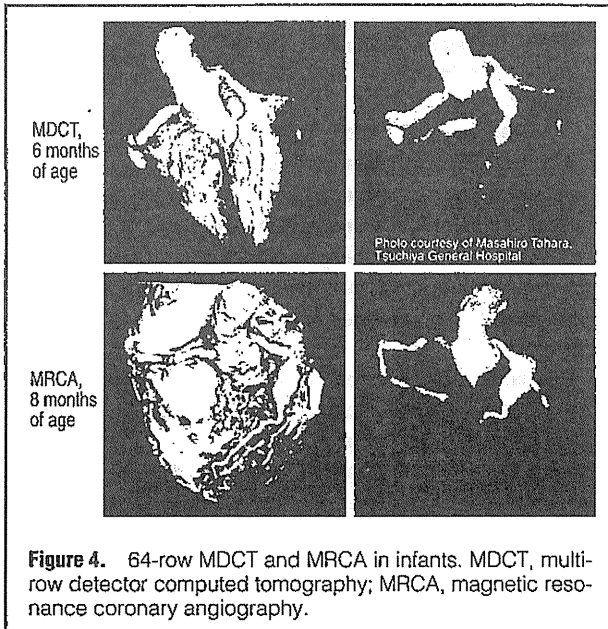 MDCT,
6 months
of age
Photo courtesy of Masahiro Tahara,
Tsuchiya General Hospital
MRCA,
8 months
of age
Figure 4. 64-row MDCT and MRCA in infants. MDCT, multi-
row detector computed tomography; MRCA, magnetic reso-
nance coronary angiography.